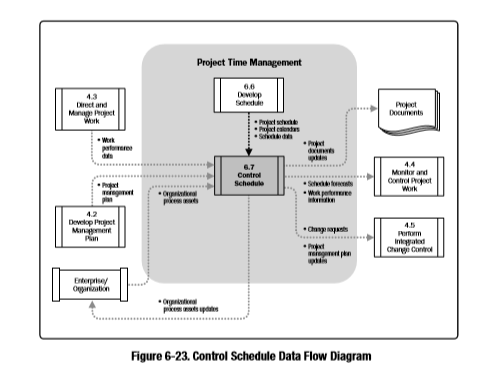 Project Time Management
6.6
Develop
Schedule
4.3
Direct and
Manage Project
Work
Project
Documents
• Project schedule
• Project calendars
• Schedule data
• Work
performance
data
• Project
documents
updates
6.7
Control
Schedule
4.4
Monitor and
Control Project
Work
• Project
management
plan
• Organizational
process assets
• Schedule forecasts
• Work performance
information
4.2
Develop Project
Management
Plan
• Change requests
• Project
management plan
updates
4.5
Perform
Integrated
Change Control
Enterprise/
Organization
• Organizational
process assets updates
Figure 6-23. Control Schedule Data Flow Diagram